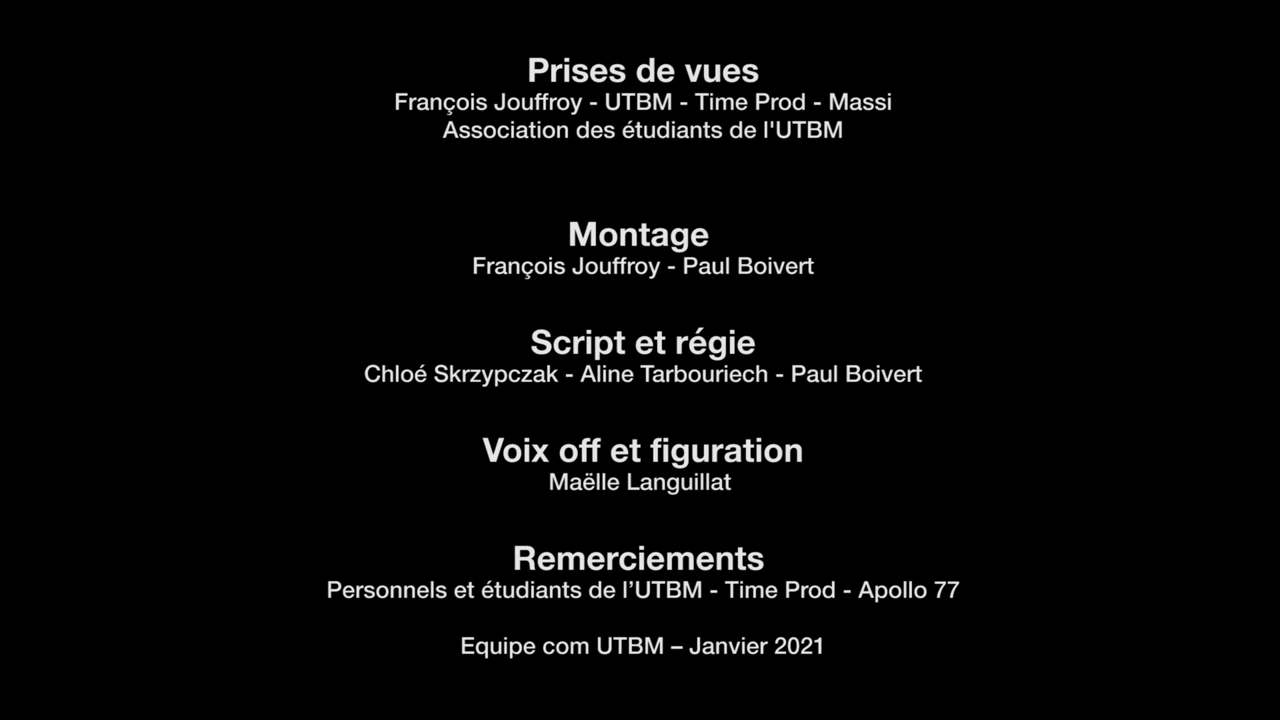 Prises de vues
François Jouffroy - UTBM - Time Prod - Massi
Association des étudiants de l'UTBM
Montage
François Jouffroy - Paul Boivert
Script et régie
Chloé Skrzypczak - Aline Tarbouriech - Paul Boivert
Voix off et figuration
Maëlle Languillat
Remerciements
Personnels et étudiants de l’UTBM - Time Prod - Apollo 77
Equipe com UTBM – Janvier 2021